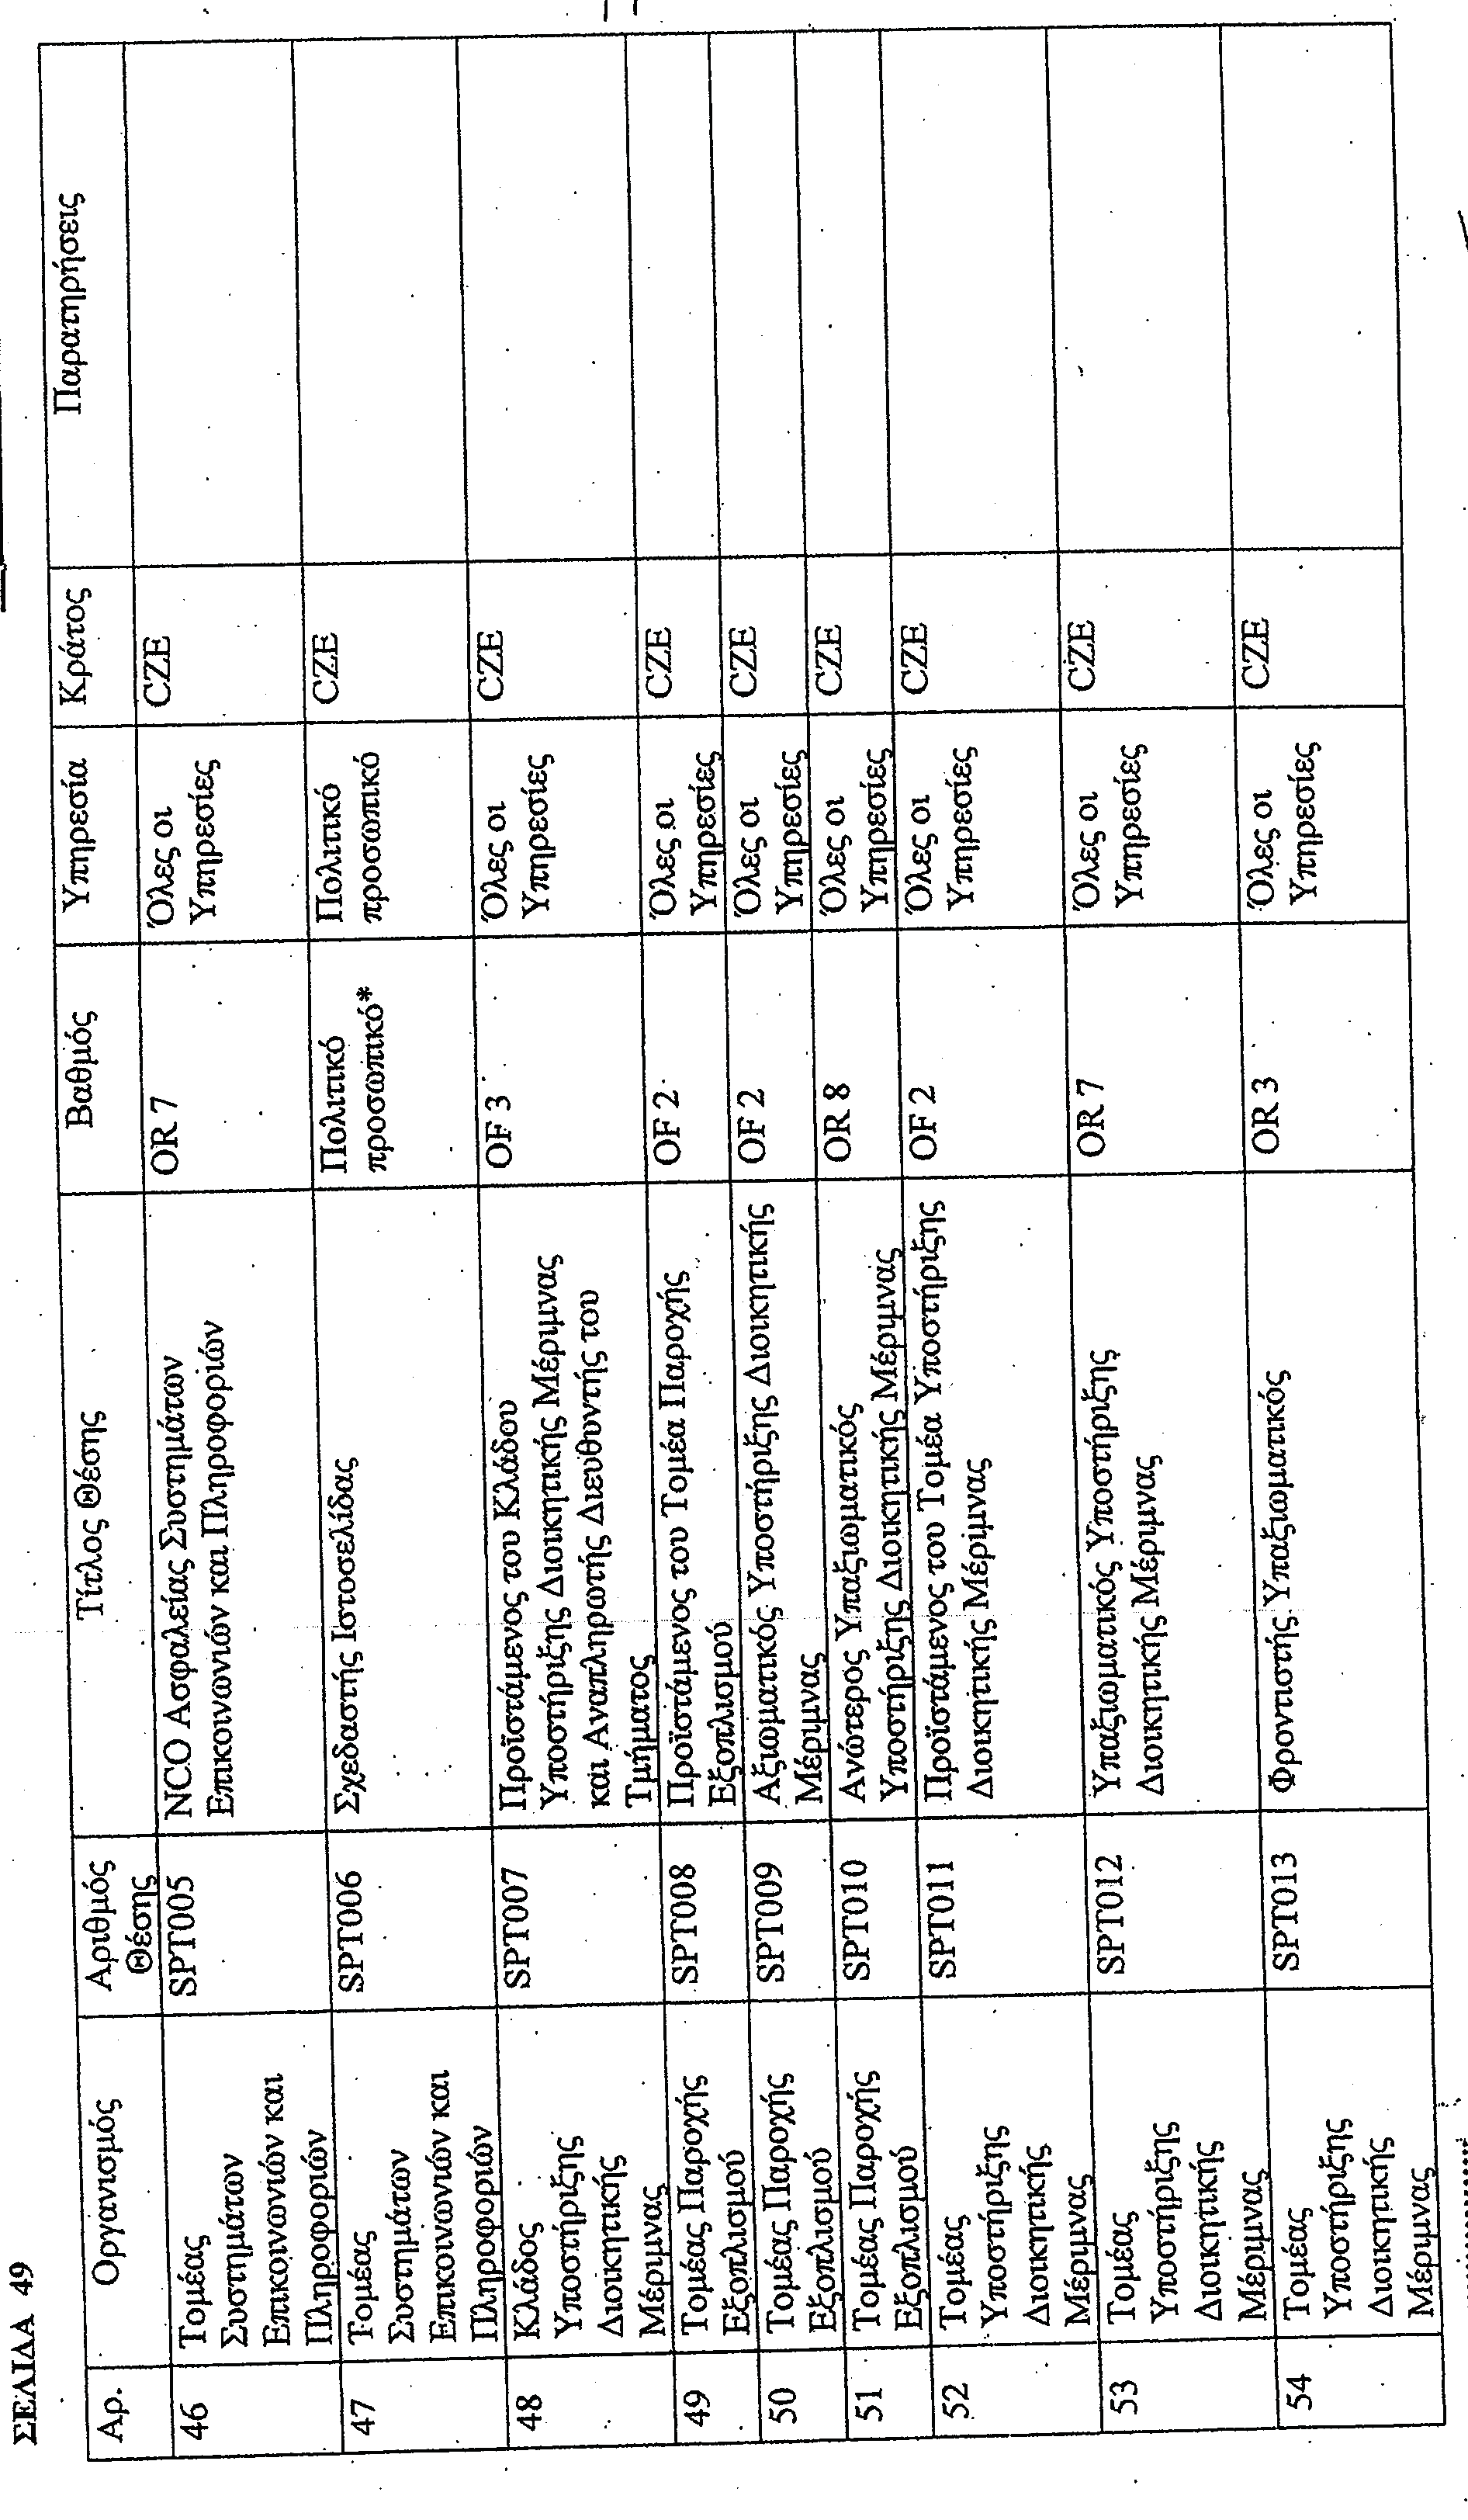 ΣΕΛΙΔΑ 49
Αρ. Οργανισμός Αριθμός Θέσης Τίτλος Θέσης Βαθμός Υπηρεσία Κράτος Παρατηρήσεις
46 Τομέας Συστημάτων Επικοινωνιών και Πληροφοριών SPT005 NCO Ασφαλείας Συστημάτων Επικοινωνιών και Πληροφοριών OR 7 Όλες οι Υπηρεσίες CZE
47 Τομέας Συστημάτων Επικοινωνιών και Πληροφοριών SPT006 Σχεδαστής Ιστοσελίδας Πολιτικό προσωπικό* Πολιτικό προσωπικό CZE
48 Κλάδος Υποστήριξης Διοικητικής Μέριμνας SPT007 Προϊστάμενος του Κλάδου Υποστήριξης Διοικητικής Μέριμνας και Αναπληρωτής Διευθυντής του Τμήματος OF 3 Όλες οι Υπηρεσίες CZE
49 Τομέας Παροχής Εξοπλισμού SPT008 Προϊστάμενος του Τομέα Παροχής Εξοπλισμού OF 2 Όλες οι Υπηρεσίες CZE
50 Τομέας Παροχής Εξοπλισμού SPT009 Αξιωματικός Υποστήριξης Διοικητικής Μέριμνας OF 2 Όλες οι Υπηρεσίες CZE
51 Τομέας Παροχής Εξοπλισμού SPT010 Ανώτερος Υπαξιωματικός Υποστήριξης Διοικητικής Μέριμνας OR 8 Όλες οι Υπηρεσίες CZE
52 Τομέας Υποστήριξης Διοικητικής Μέριμνας SPT011 Προϊστάμενος του Τομέα Υποστήριξης Διοικητικής Μέριμνας OF 2 Όλες οι Υπηρεσίες CZE
53 Τομέας Υποστήριξης Διοικητικής Μέριμνας SPT012 Υπαξιωματικός Υποστήριξης Διοικητικής Μέριμνας OR 7 Όλες οι Υπηρεσίες CZE
54 Τομέας Υποστήριξης Διοικητικής Μέριμνας SPT013 Φροντιστής Υπαξιωματικός OR 3 Όλες οι Υπηρεσίες CZE